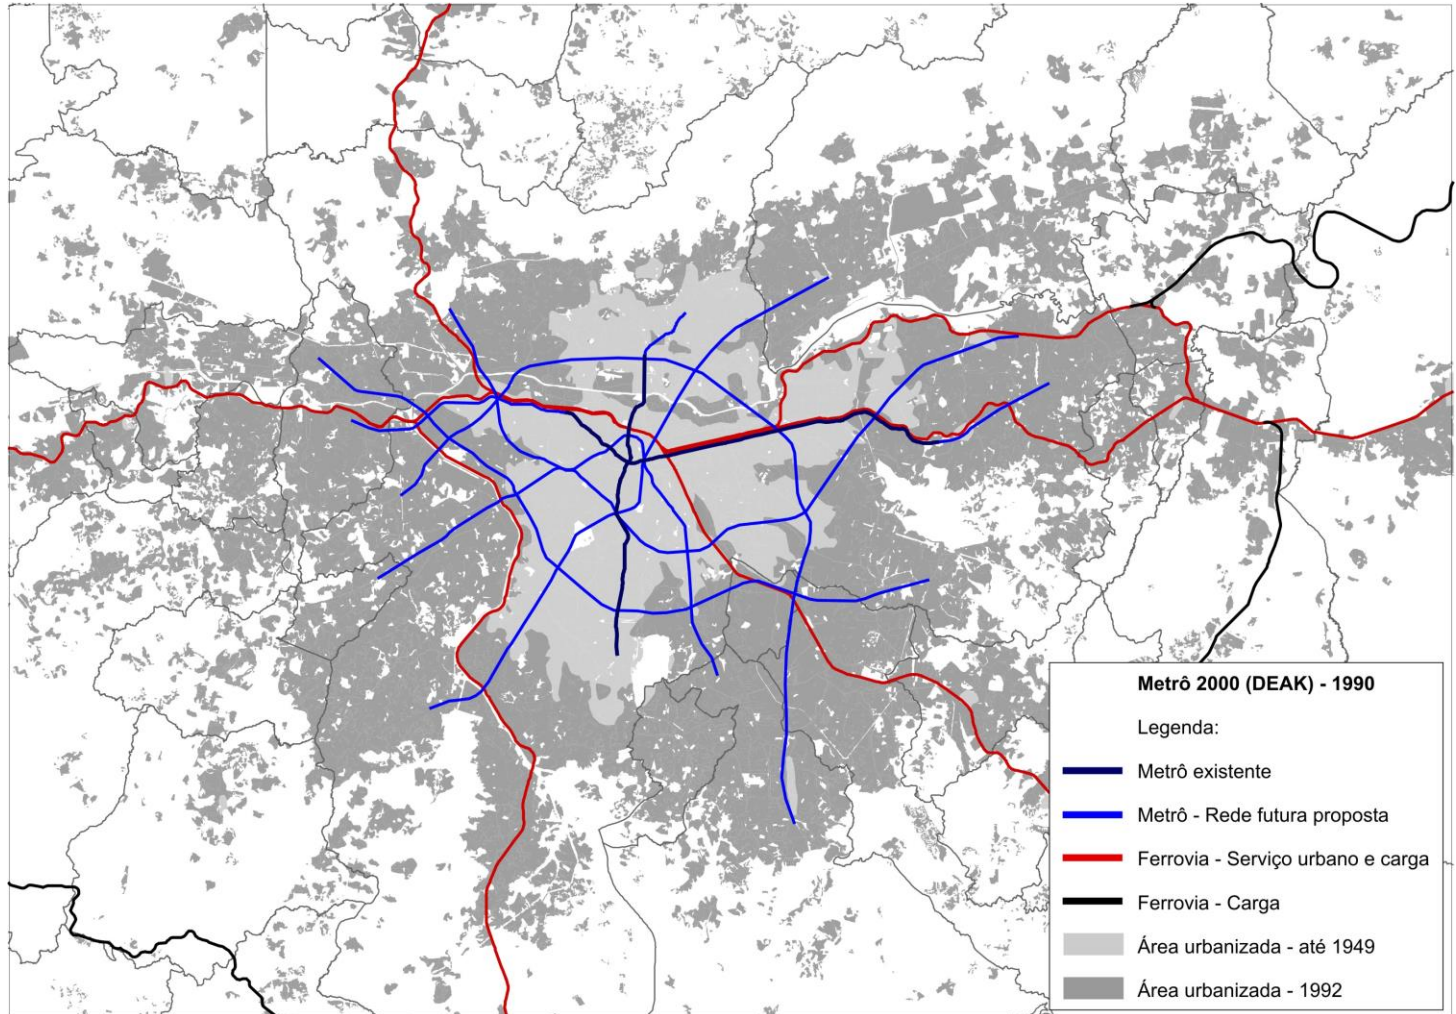 Metrô 2000 (DEAK) - 1990
Legenda:
Metrô existente
Metrô - Rede futura proposta
Ferrovia - Serviço urbano e carga
Ferrovia - Carga
Área urbanizada - até 1949
Área urbanizada - 1992